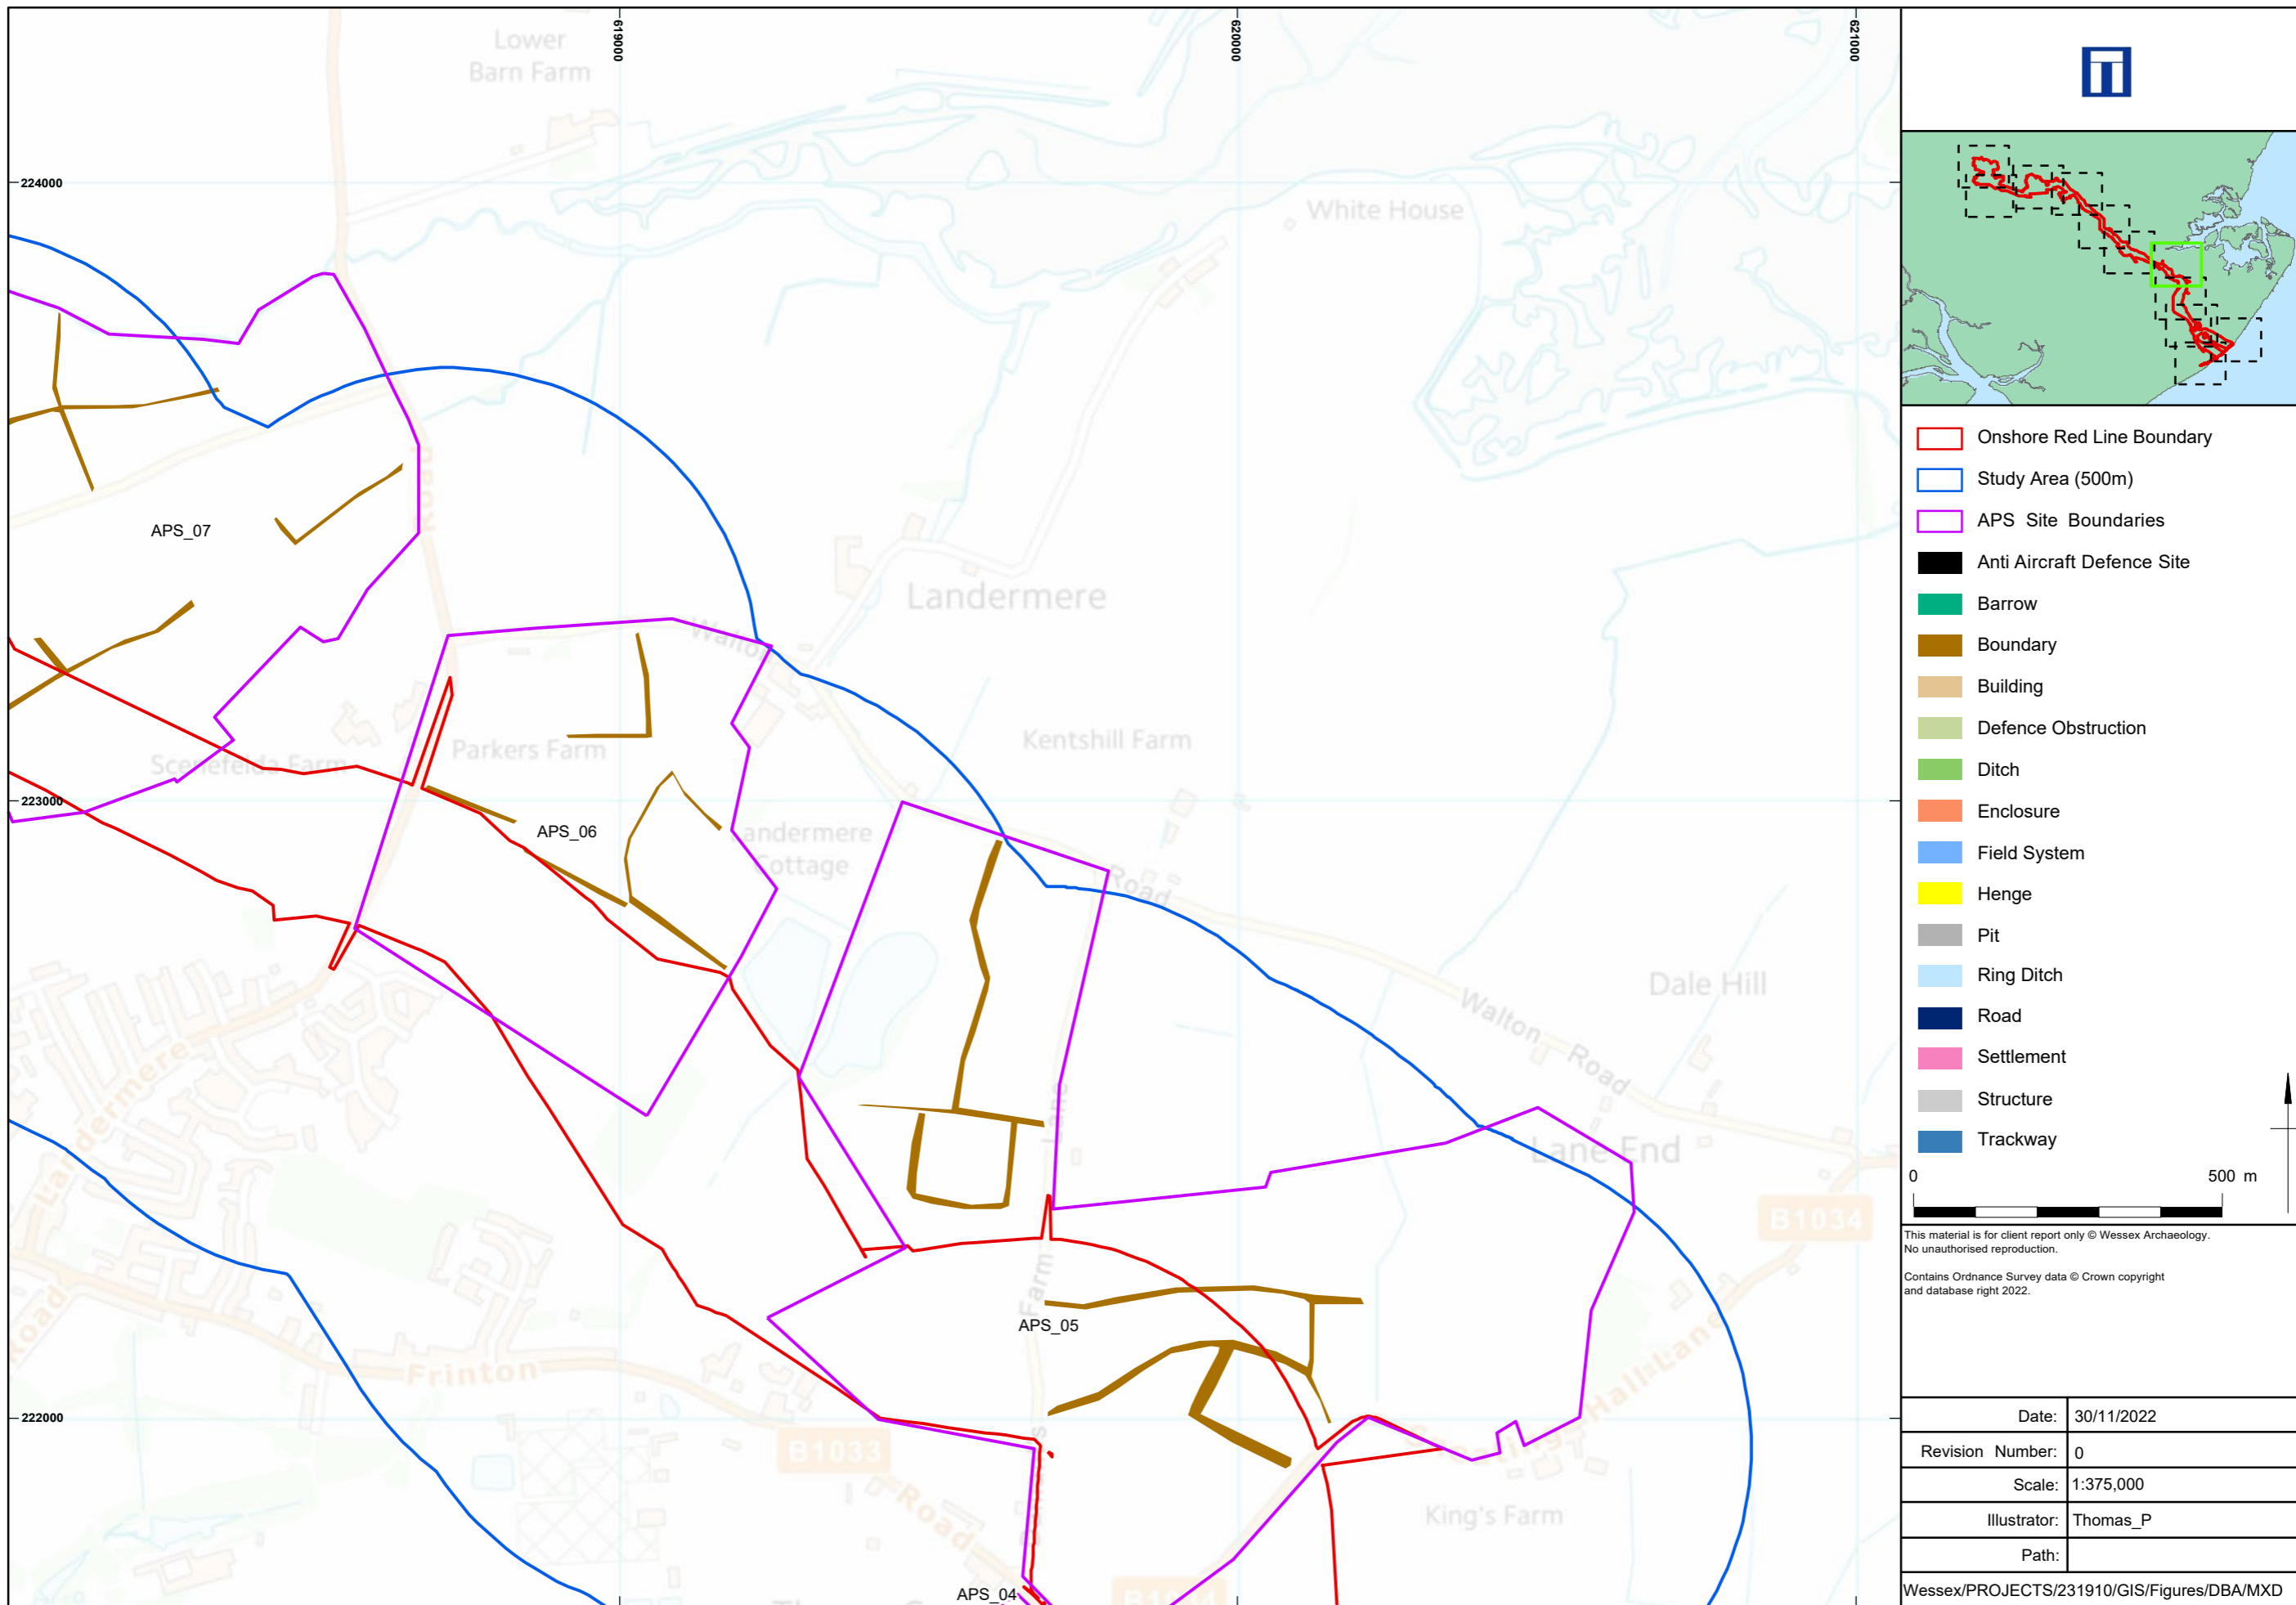 619000
620000
621000
Lower
Barn Farm
224000
White House
Road
APS_07
Landermere
Walton
Scenefelda Farm
Parkers Farm
Kentshill Farm
223000
APS_06
Landermere
Cottage
Road
Dale Hill
Walton Road
Landermere
Road
Lane
Lane End
B1034
Farm
APS_05
Frinton
222000
B1033
Road
Hall Lane
King's Farm
APS_04
Onshore Red Line Boundary
Study Area (500m)
APS Site Boundaries
Anti Aircraft Defence Site
Barrow
Boundary
Building
Defence Obstruction
Ditch
Enclosure
Field System
Henge
Pit
Ring Ditch
Road
Settlement
Structure
Trackway
0 500 m
This material is for client report only © Wessex Archaeology.
No unauthorised reproduction.
Contains Ordnance Survey data © Crown copyright
and database right 2022.
Date: 30/11/2022
Revision Number: 0
Scale: 1:375,000
Illustrator: Thomas_P
Path:
Wessex/PROJECTS/231910/GIS/Figures/DBA/MXD